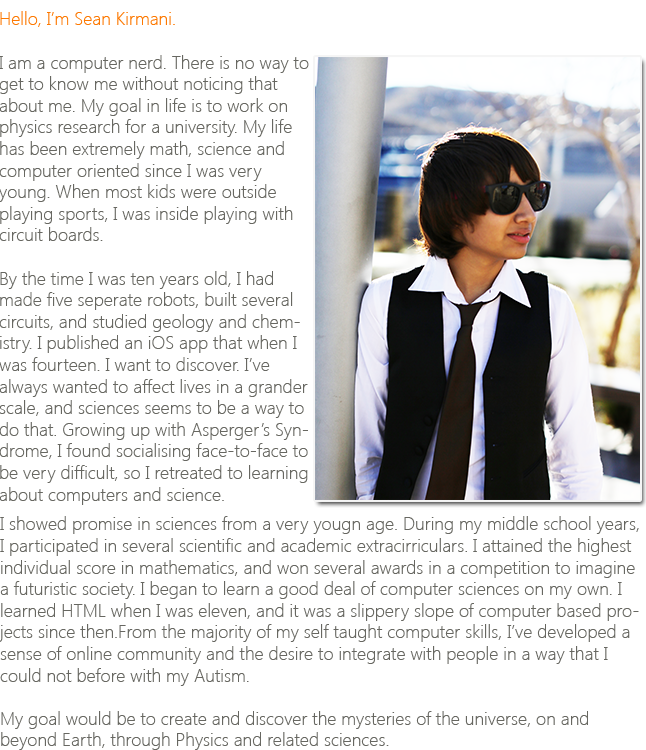 Hello, I'm Sean Kirmani.
I am a computer nerd. There is no way to
get to know me without noticing that
about me. My goal in life is to work on
physics research for a university. My life
has been extremely math, science and
computer oriented since I was very
young. When most kids were outside
playing sports, I was inside playing with
circuit boards.
By the time I was ten years old, I had
made five seperate robots, built several
circuits, and studied geology and chem-
istry. I published an iOS app that when I
was fourteen. I want to discover. I've
always wanted to affect lives in a grander
scale, and sciences seems to be a way to
do that. Growing up with Asperger's Syn-
drome, I found socialising face-to-face to
be very difficult, so I retreated to learning
about computers and science.
I showed promise in sciences from a very yougn age. During my middle school years,
I participated in several scientific and academic extracirriculars. I attained the highest
individual score in mathematics, and won several awards in a competition to imagine
a futuristic society. I began to learn a good deal of computer sciences on my own. I
learned HTML when I was eleven, and it was a slippery slope of computer based pro-
jects since then.From the majority of my self taught computer skills, I've developed a
sense of online community and the desire to integrate with people in a way that I
could not before with my Autism.
My goal would be to create and discover the mysteries of the universe, on and
beyond Earth, through Physics and related sciences.